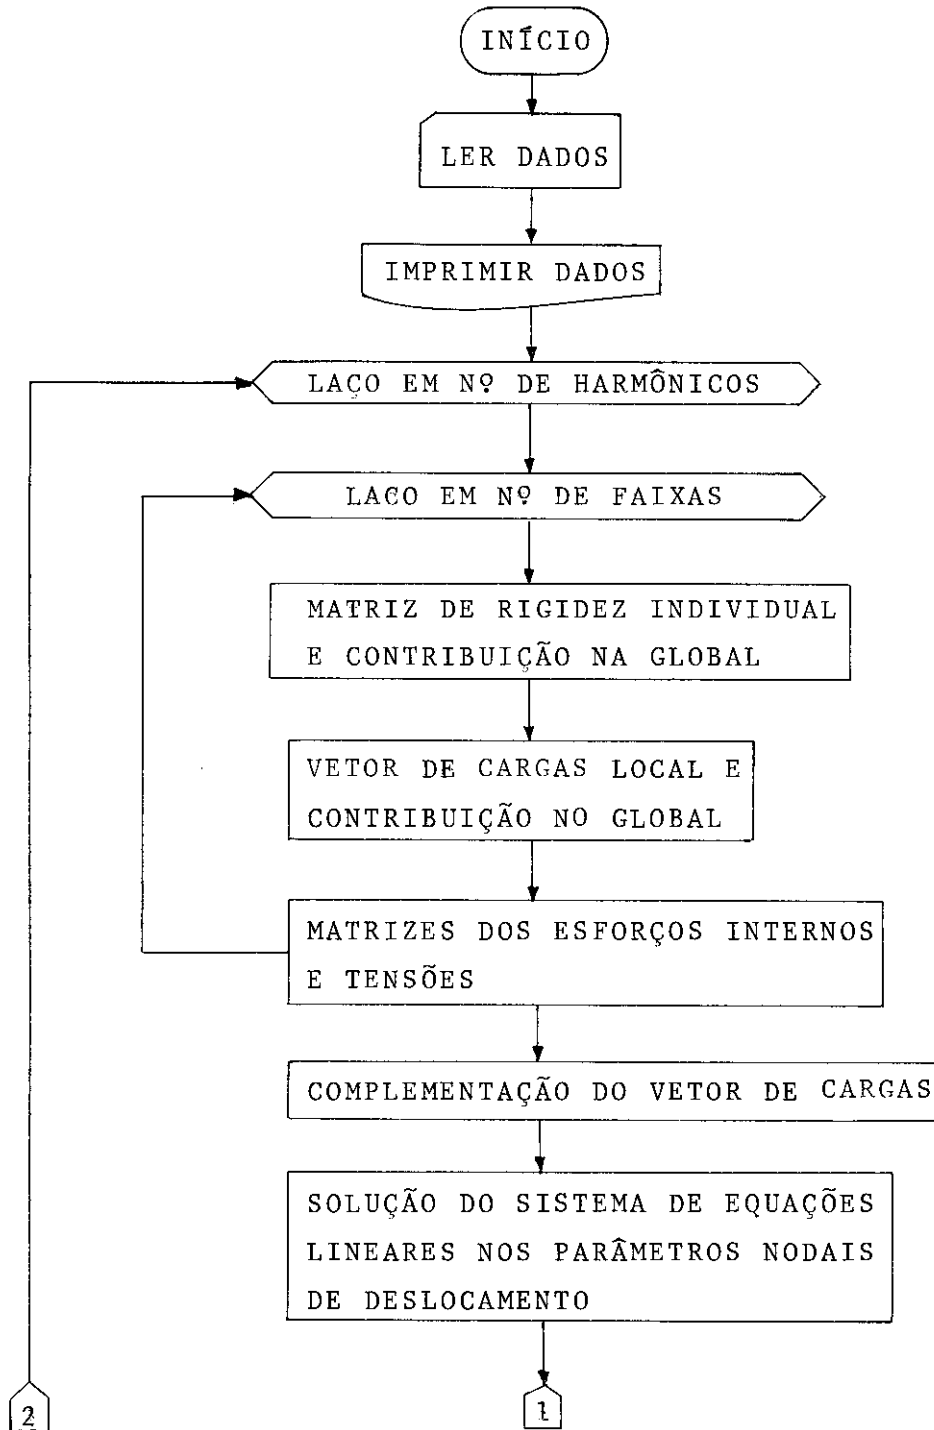 INÍCIO
LER DADOS
IMPRIMIR DADOS
LAÇO EM Nº DE HARMÔNICOS
LACO EM Nº DE FAIXAS
MATRIZ DE RIGIDEZ INDIVIDUAL
E CONTRIBUIÇÃO NA GLOBAL
VETOR DE CARGAS LOCAL E
CONTRIBUIÇÃO NO GLOBAL
MATRIZES DOS ESFORÇOS INTERNOS
E TENSÕES
COMPLEMENTAÇÃO DO VETOR DE CARGAS
SOLUÇÃO DO SISTEMA DE EQUAÇÕES
LINEARES NOS PARÂMETROS NODAIS
DE DESLOCAMENTO
2
1